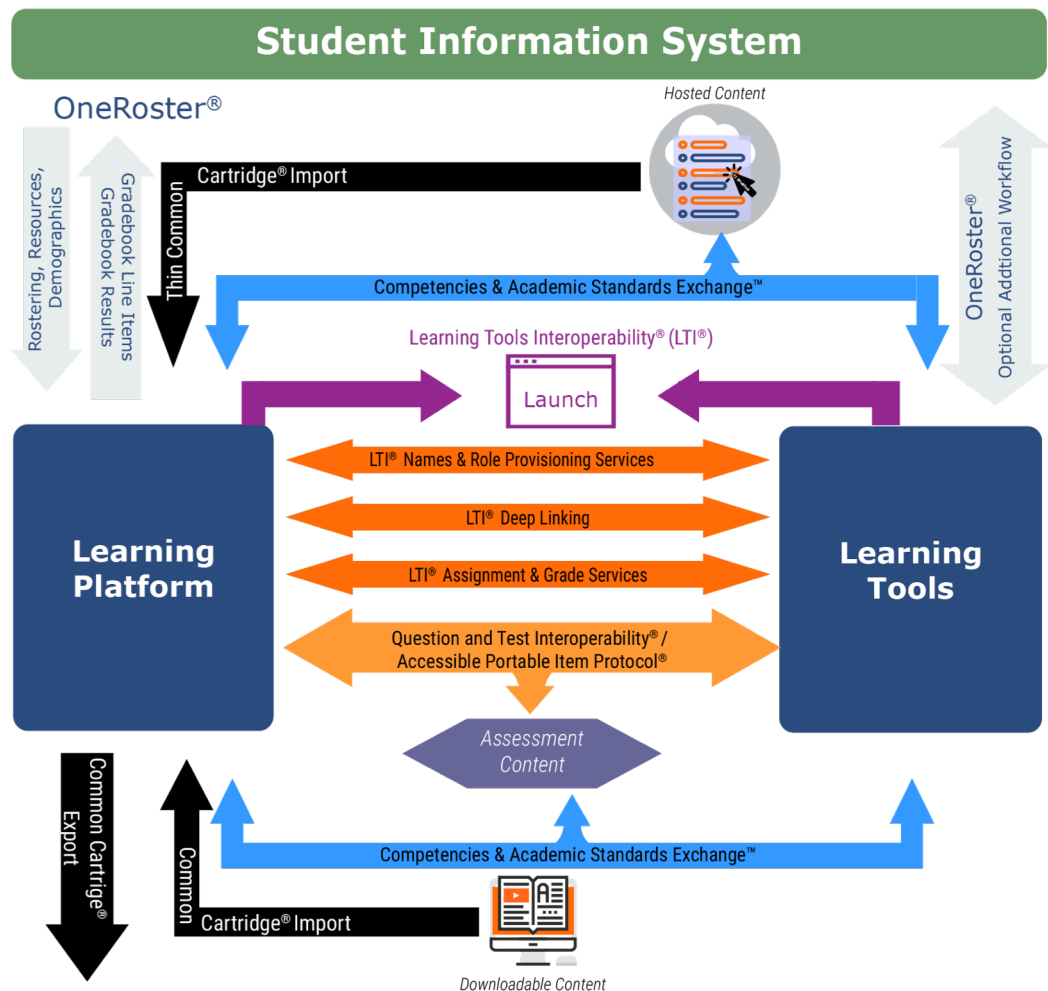 Student Information System
OneRoster®
Hosted Content
Rostering, Resources,
Demographics
Gradebook Line Items
Gradebook Results
Thin Common
Cartridge® Import
OneRoster®
Optional Addtional Workflow
Competencies & Academic Standards Exchange™
Learning Tools Interoperability® (LTI®)
Launch
LTI® Names & Role Provisioning Services
LTI® Deep Linking
LTI® Assignment & Grade Services
Question and Test Interoperability® /
Accessible Portable Item Protocol®
Learning
Platform
Learning
Tools
Assessment
Content
Common Cartrige®
Export
Common
Cartridge® Import
Competencies & Academic Standards Exchange™
A
Downloadable Content